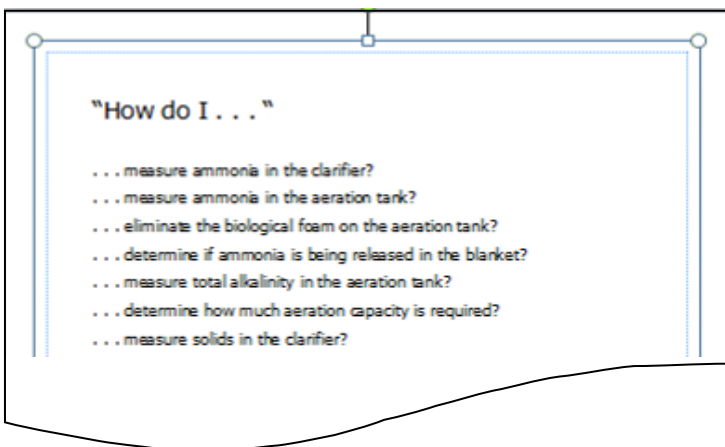 “How do I . . . “
. . . measure ammonia in the clarifier?
. . . measure ammonia in the aeration tank?
. . . eliminate the biological foam on the aeration tank?
. . . determine if ammonia is being released in the blanket?
. . . measure total alkalinity in the aeration tank?
. . . determine how much aeration capacity is required?
. . . measure solids in the clarifier?